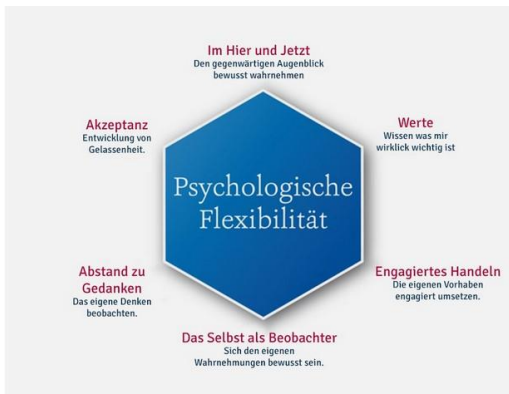 Im Hier und Jetzt
Den gegenwärtigen Augenblick
bewusst wahrnehmen
Akzeptanz
Entwicklung von
Gelassenheit.
Werte
Wissen was mir
wirklich wichtig ist
Psychologische
Flexibilität
Abstand zu
Gedanken
Das eigene Denken
beobachten.
Engagiertes Handeln
Die eigenen Vorhaben
engagiert umsetzen.
Das Selbst als Beobachter
Sich den eigenen
Wahrnehmungen bewusst sein.